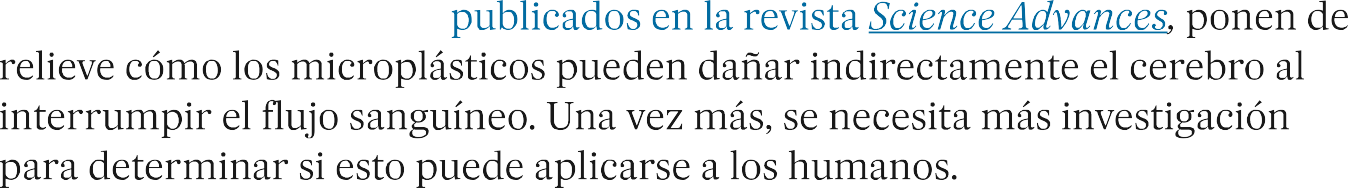 publicados en la revista Science Advances, ponen de
relieve cómo los microplásticos pueden dañar indirectamente el cerebro al
interrumpir el flujo sanguíneo. Una vez más, se necesita más investigación
para determinar si esto puede aplicarse a los humanos.